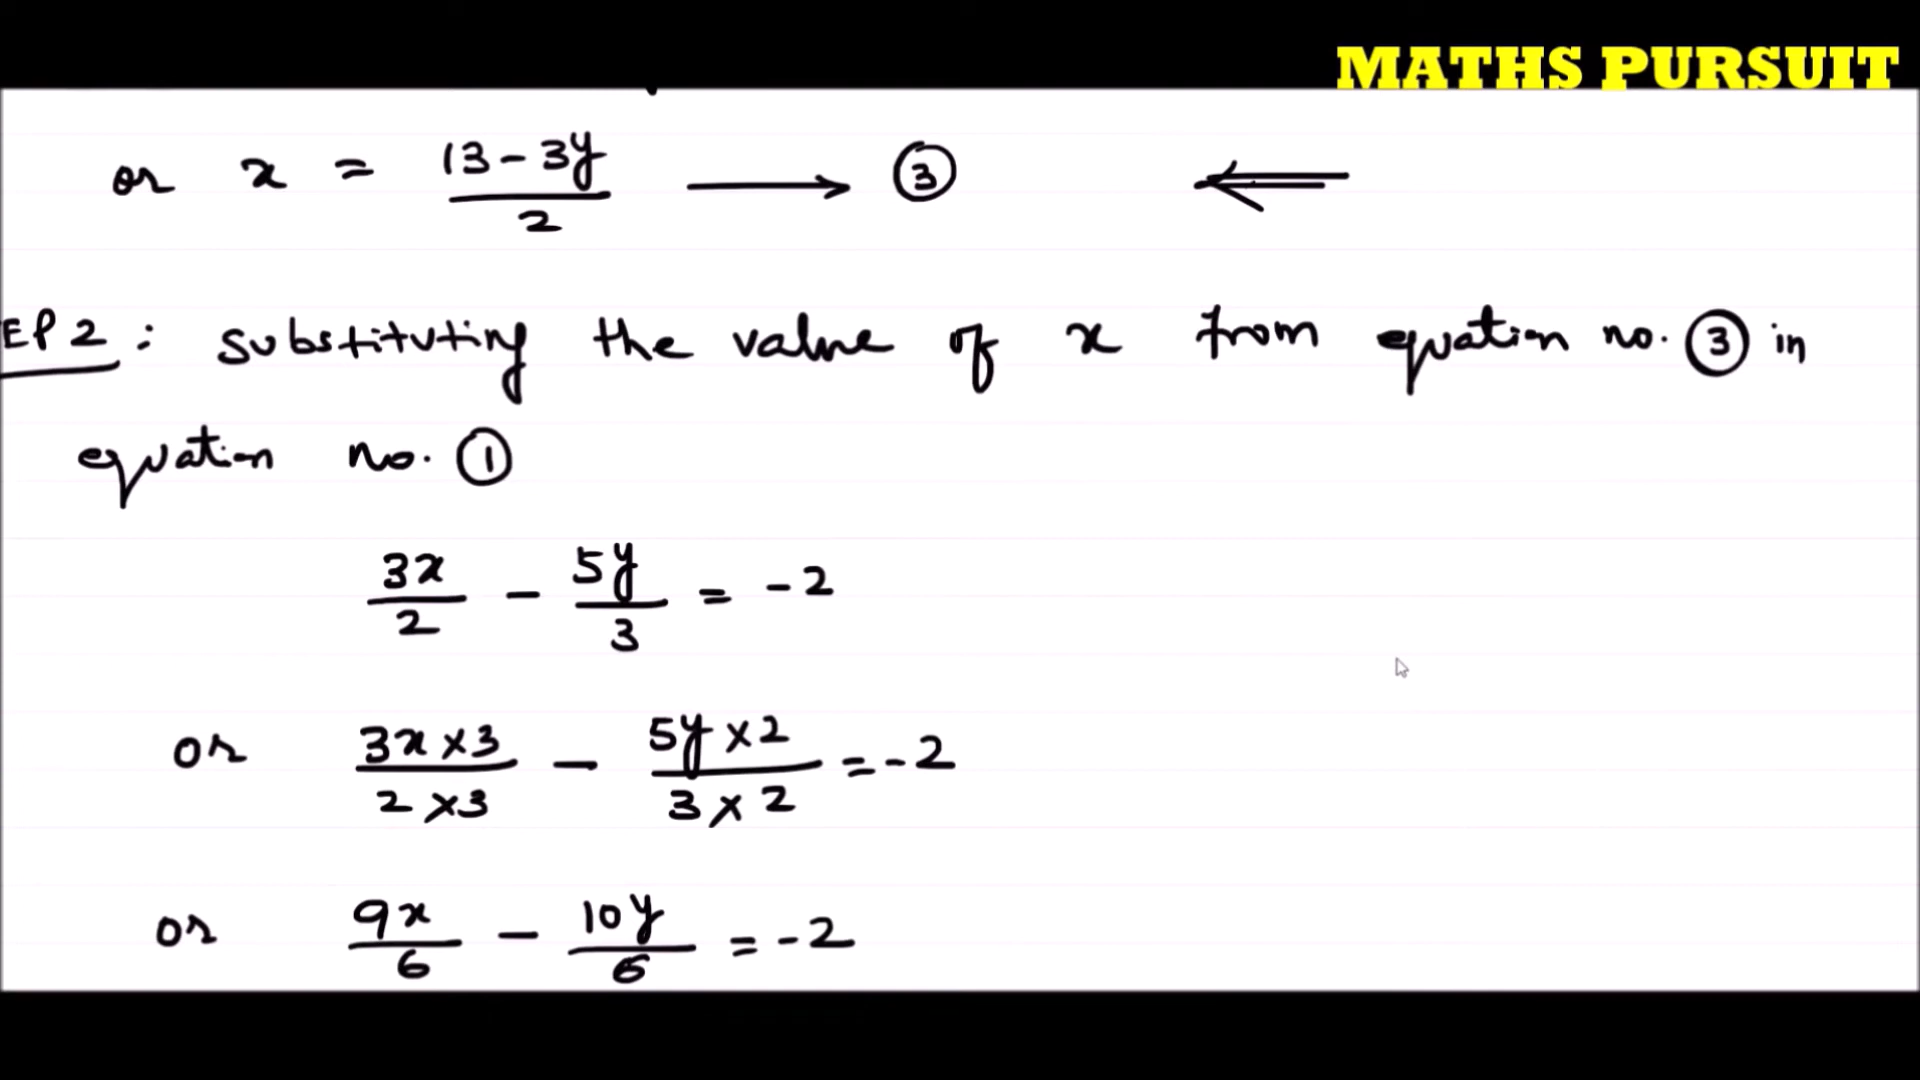 MATHS PURSUIT
or x = (13 - 3y)/2 ⟶ ③ ⟸
EP 2 : substituting the value of x from equation no. ③ in
equation no. ①
3x/2 - 5y/3 = -2
or (3x × 3)/(2 × 3) - (5y × 2)/(3 × 2) = -2
or 9x/6 - 10y/6 = -2